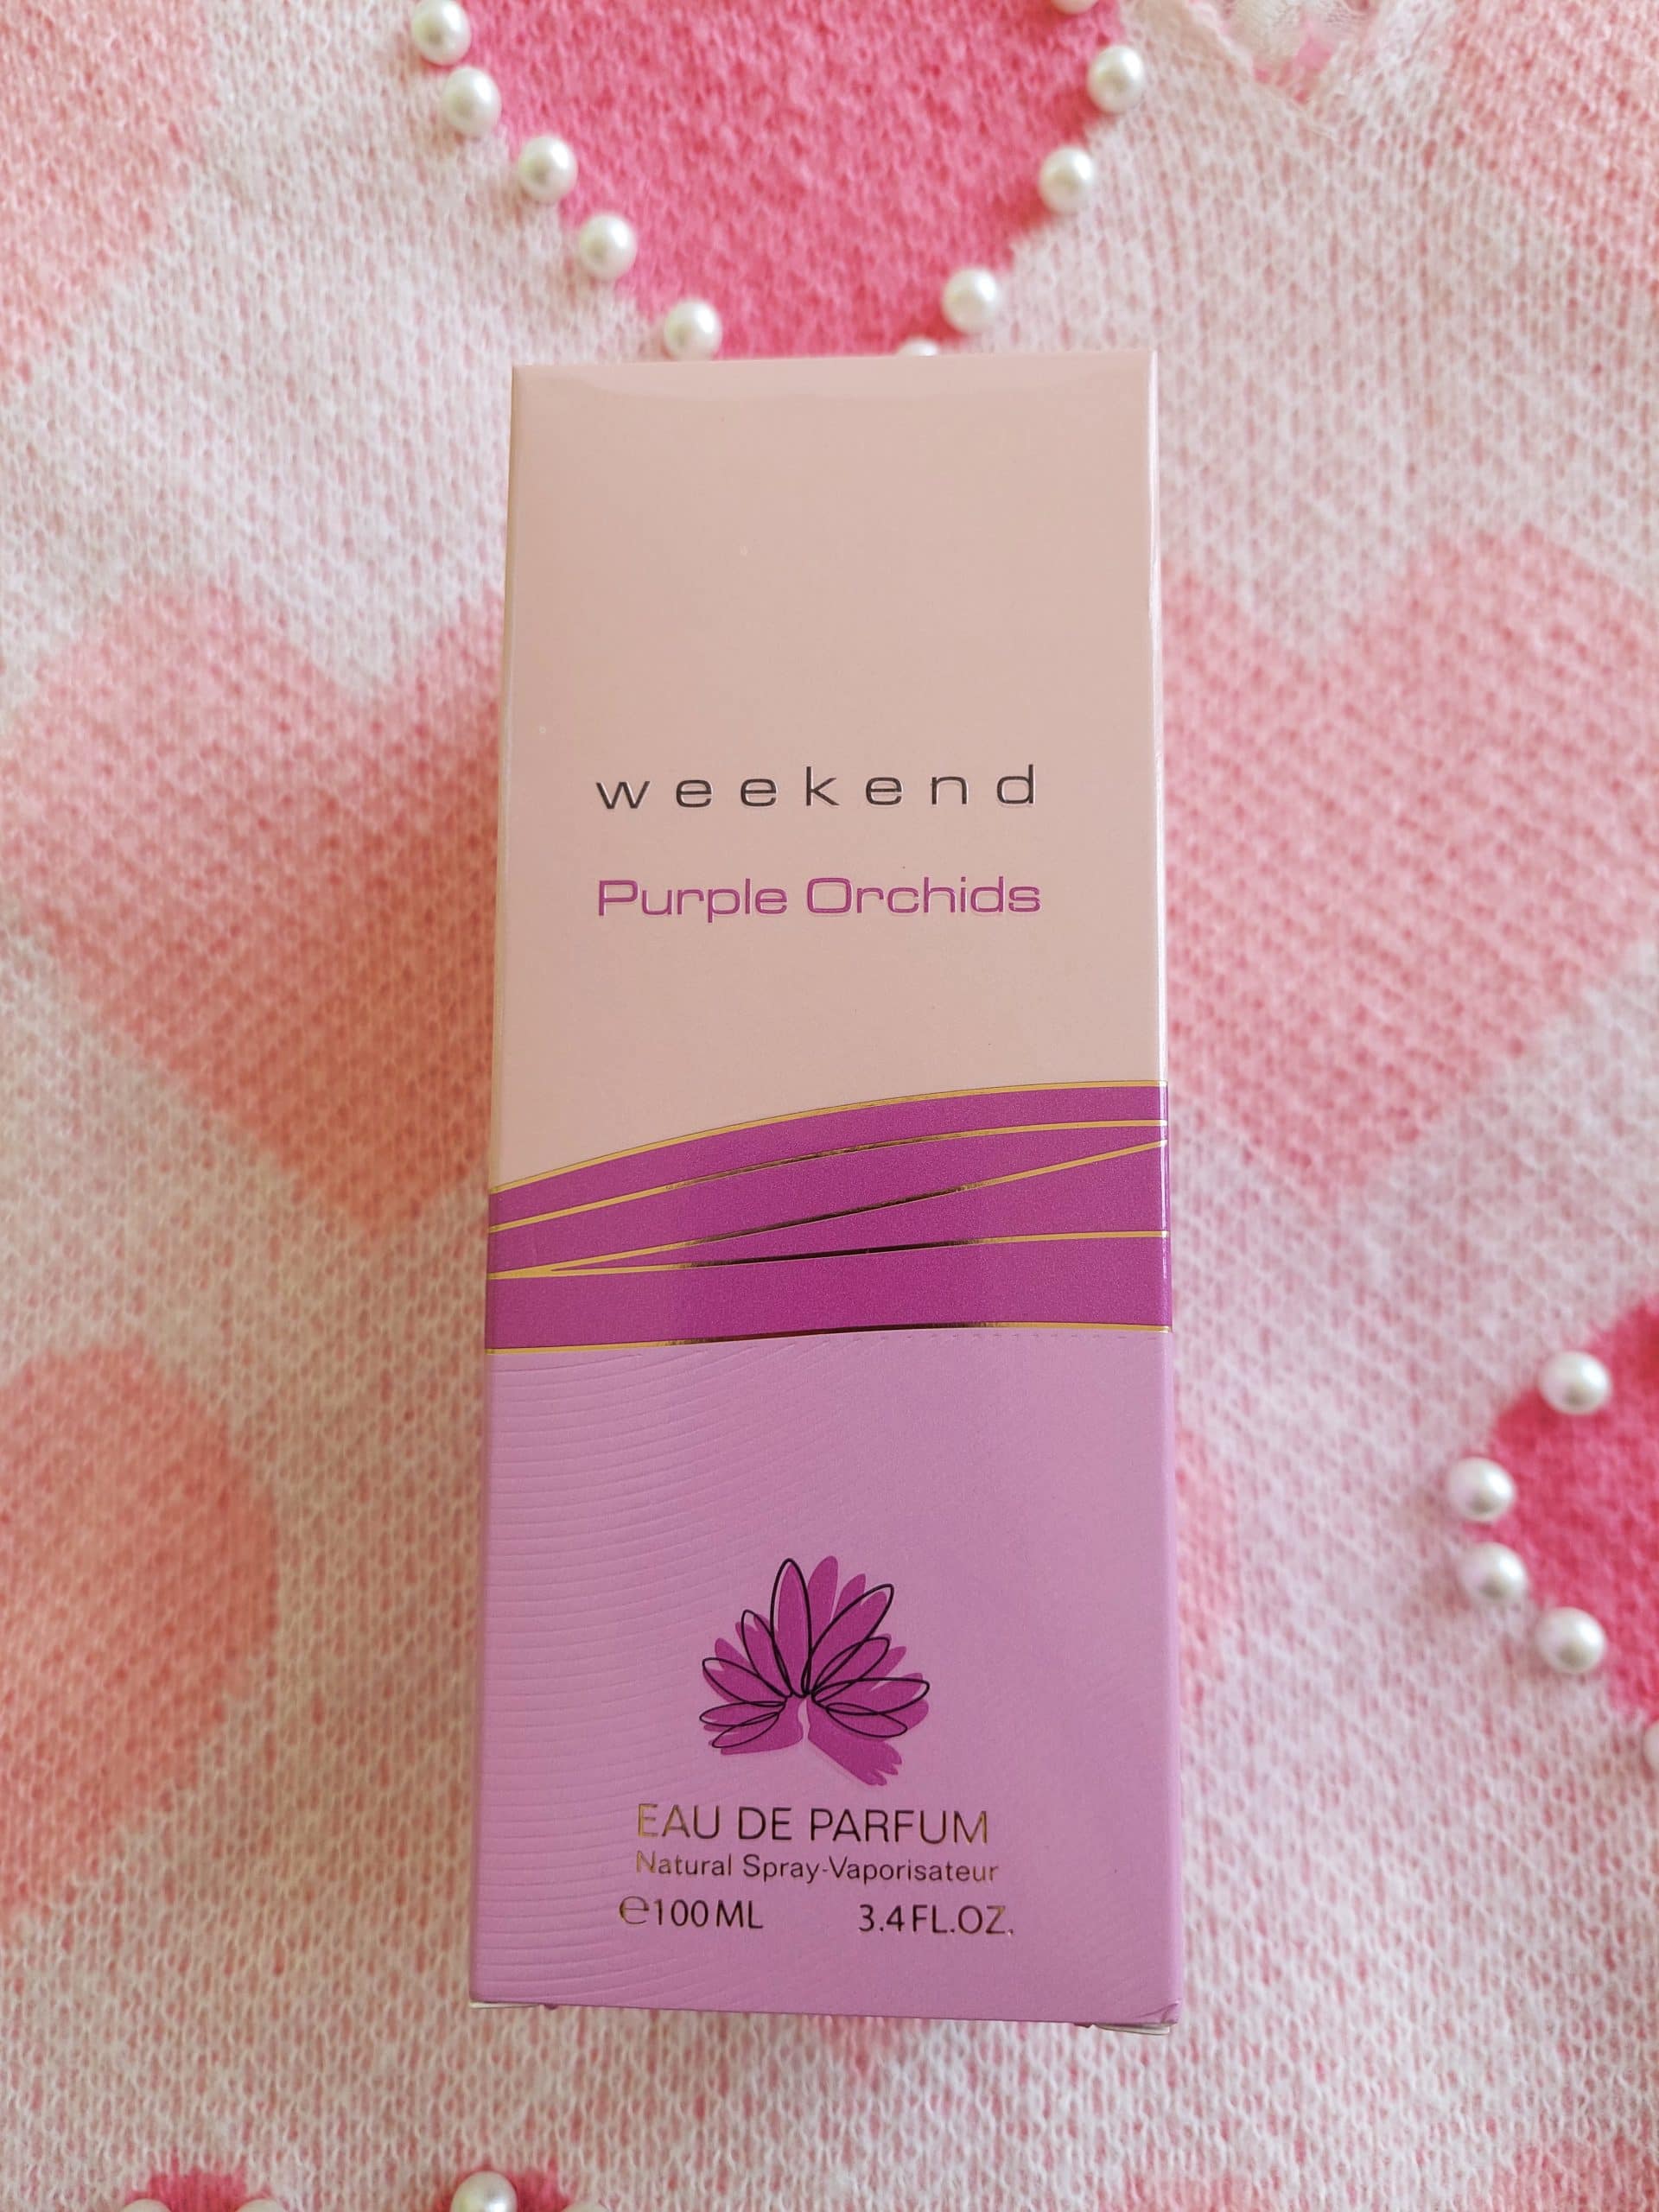 weekend
Purple Orchids
EAU DE PARFUM
Natural Spray-Vaporisateur
℮100ML 3.4FL.OZ.